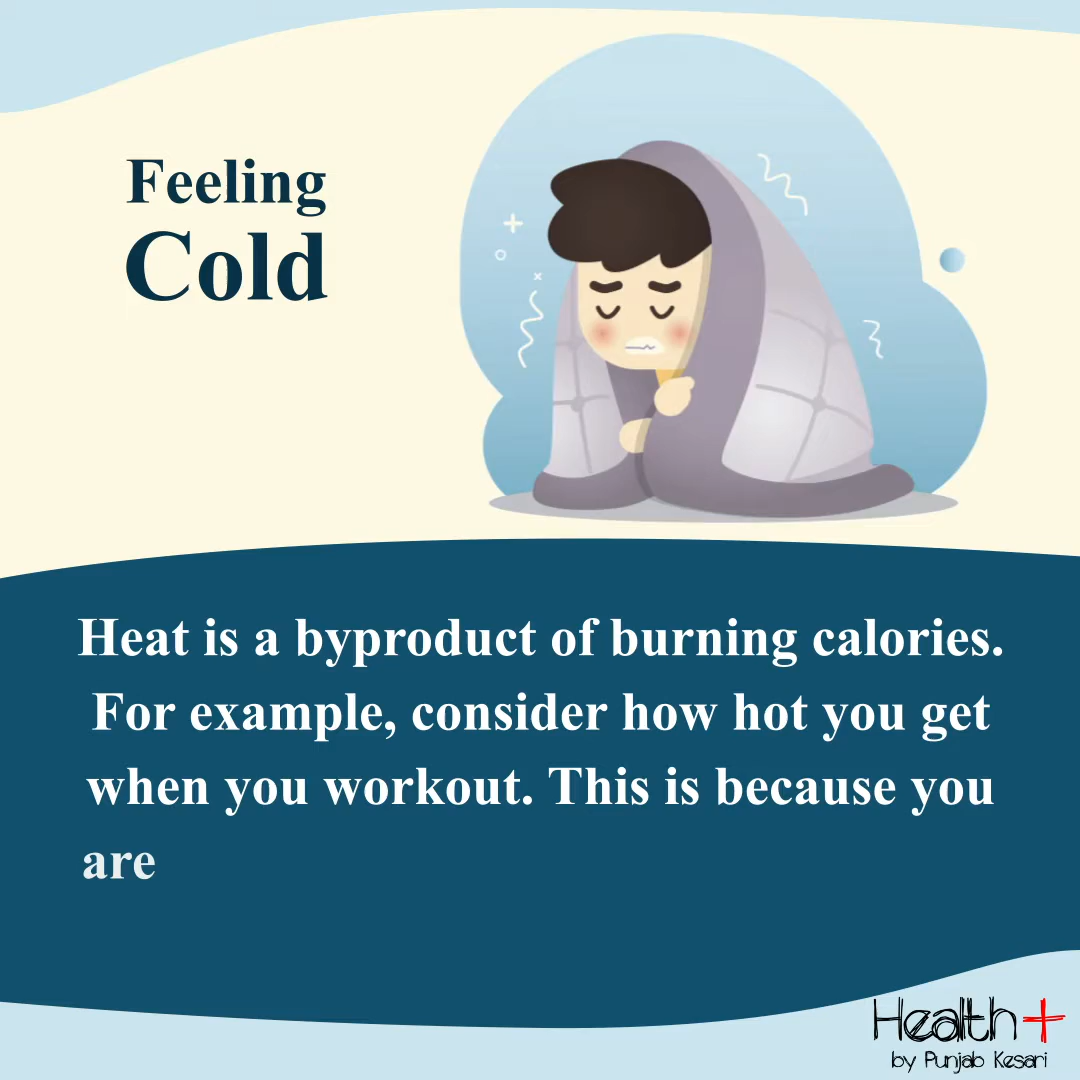 Feeling
Cold
Heat is a byproduct of burning calories.
For example, consider how hot you get
when you workout. This is because you
are
Health+
by Punjab Kesari